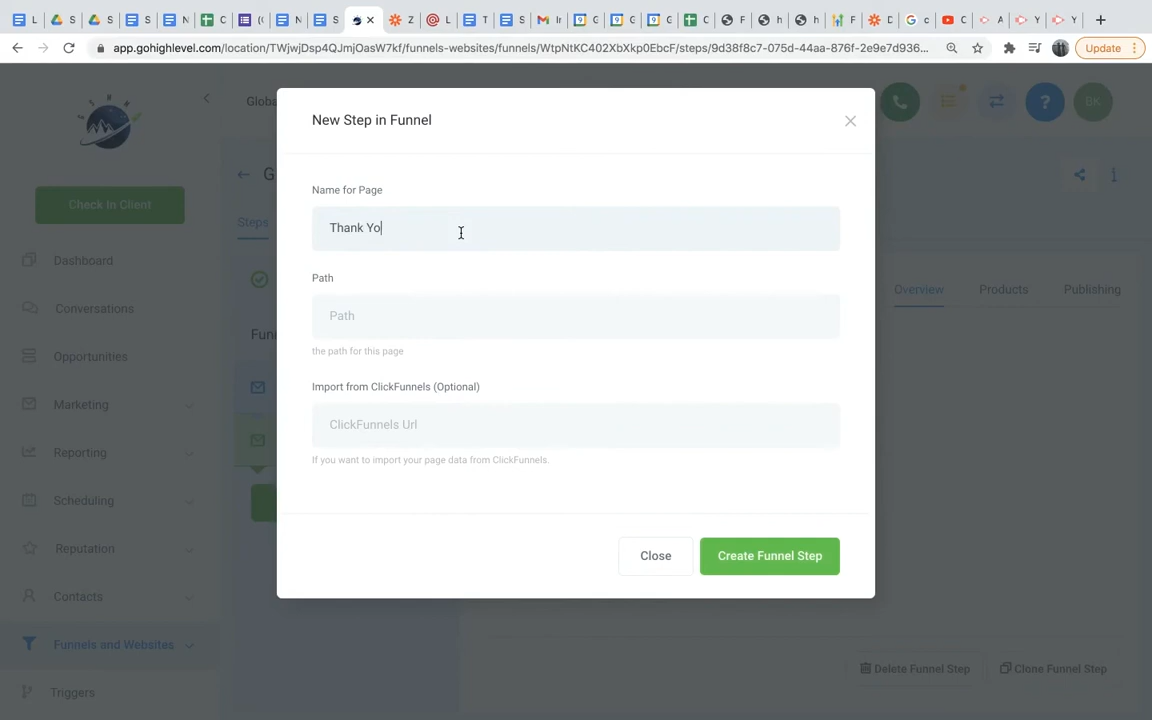 L
S
S
S
N
C
(
N
S
Z
L
T
S
In
G
G
G
C
F
h
h
F
D
c
C
A
Y
Y
app.gohighlevel.com/location/TWjwjDsp4QJmjOasW7kf/funnels-websites/funnels/WtpNtKC402XbXkp0EbcF/steps/9d38f8c7-075d-44aa-876f-2e9e7d936...
Update
Globa
BK
New Step in Funnel
Check In Client
G
Steps
Name for Page
Thank Yo
Dashboard
Path
Overview
Products
Publishing
Conversations
Path
Funn
Opportunities
the path for this page
Import from ClickFunnels (Optional)
Marketing
ClickFunnels Url
Reporting
If you want to import your page data from ClickFunnels.
Scheduling
Reputation
Close
Create Funnel Step
Contacts
Funnels and Websites
Delete Funnel Step
Clone Funnel Step
Triggers